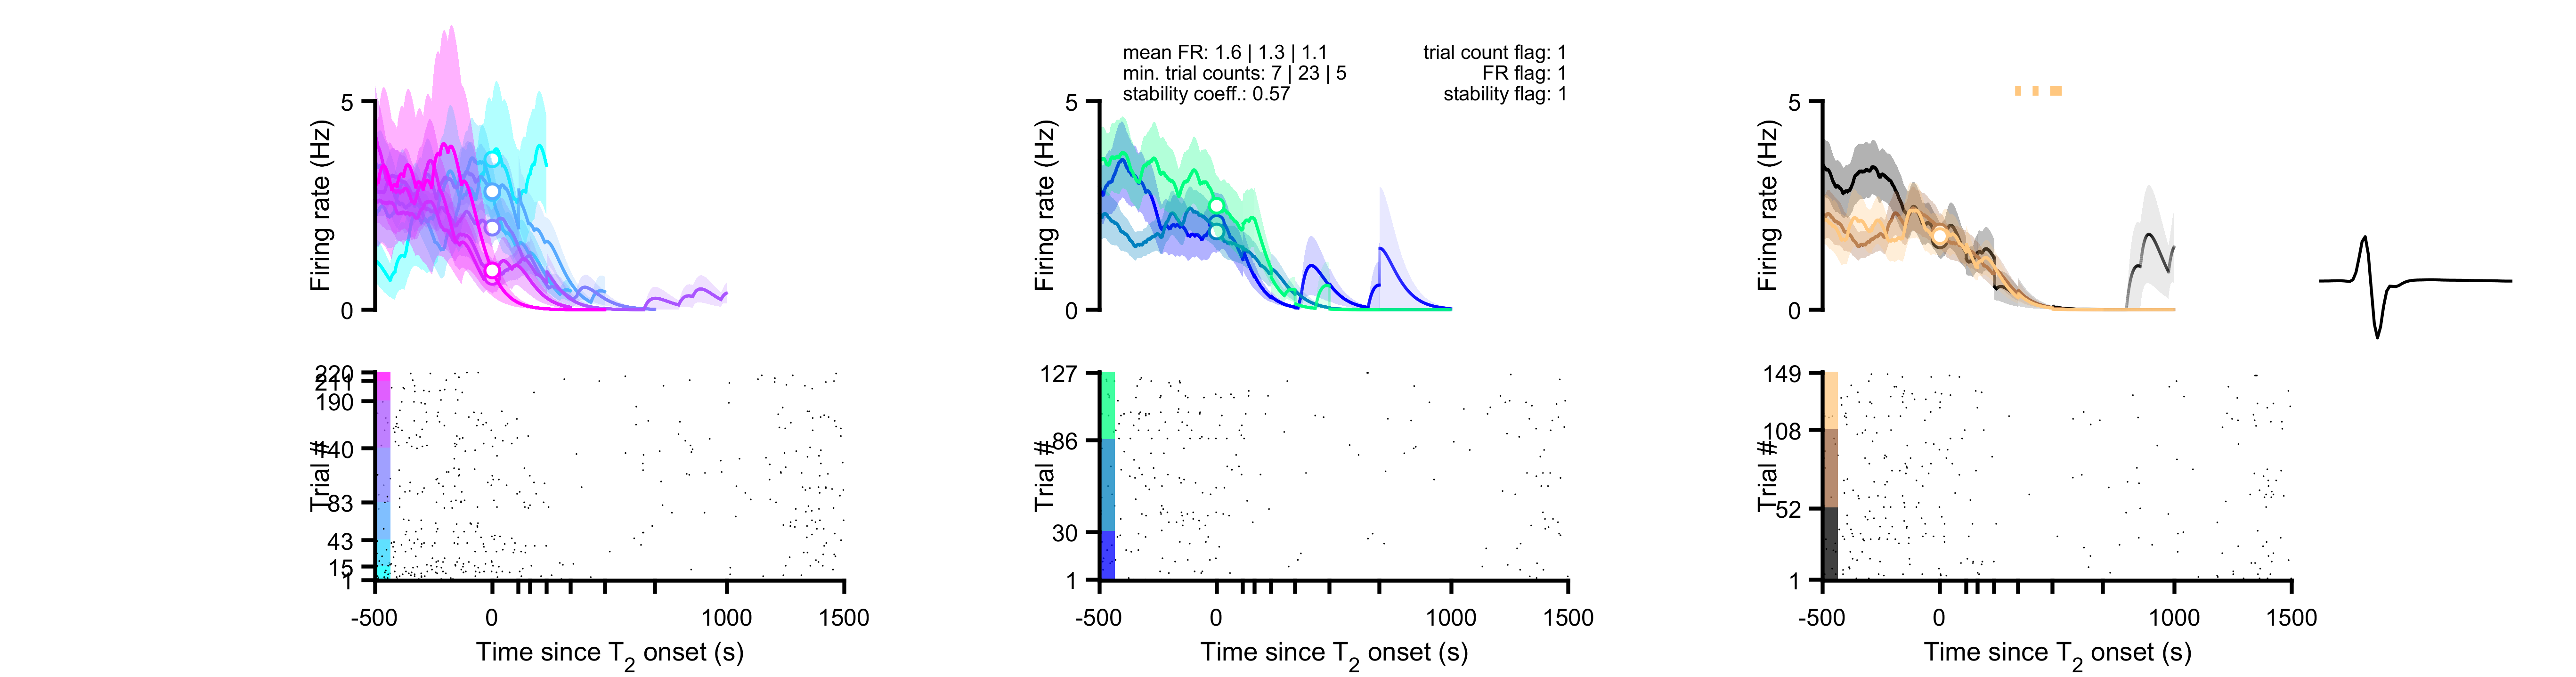 mean FR: 1.6 | 1.3 | 1.1
min. trial counts: 7 | 23 | 5
stability coeff.: 0.57
trial count flag: 1
FR flag: 1
stability flag: 1
Firing rate (Hz)
5
0
Firing rate (Hz)
5
0
Firing rate (Hz)
5
0
Trial #
220
211
190
140
83
43
15
1
Trial #
127
86
30
1
Trial #
149
108
52
1
-500 0 1000 1500
Time since T2 onset (s)
-500 0 1000 1500
Time since T2 onset (s)
-500 0 1000 1500
Time since T2 onset (s)